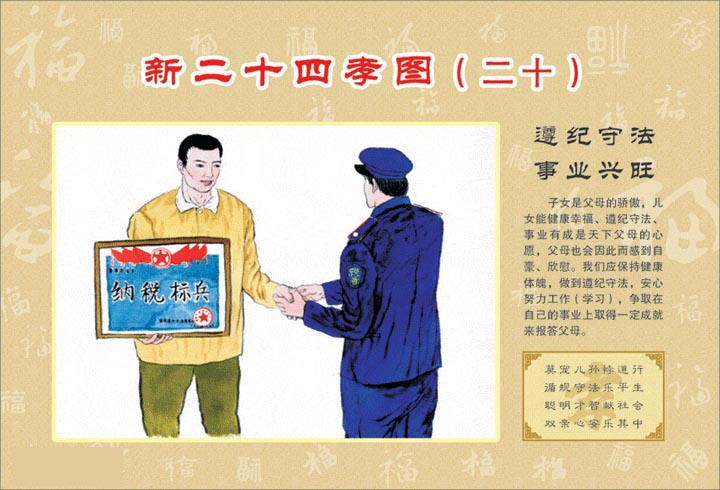 新二十四孝图（二十）
遵纪守法
事业兴旺
子女是父母的骄傲，儿
女能健康幸福、遵纪守法、
事业有成是天下父母的心
愿，父母也会因此而感到自
豪、欣慰。我们应保持健康
体魄，做到遵纪守法，安心
努力工作（学习），争取在
自己的事业上取得一定成就
来报答父母。
莫宠儿孙悖道行
循规守法乐平生
聪明才智献社会
双亲心安乐其中
纳税标兵